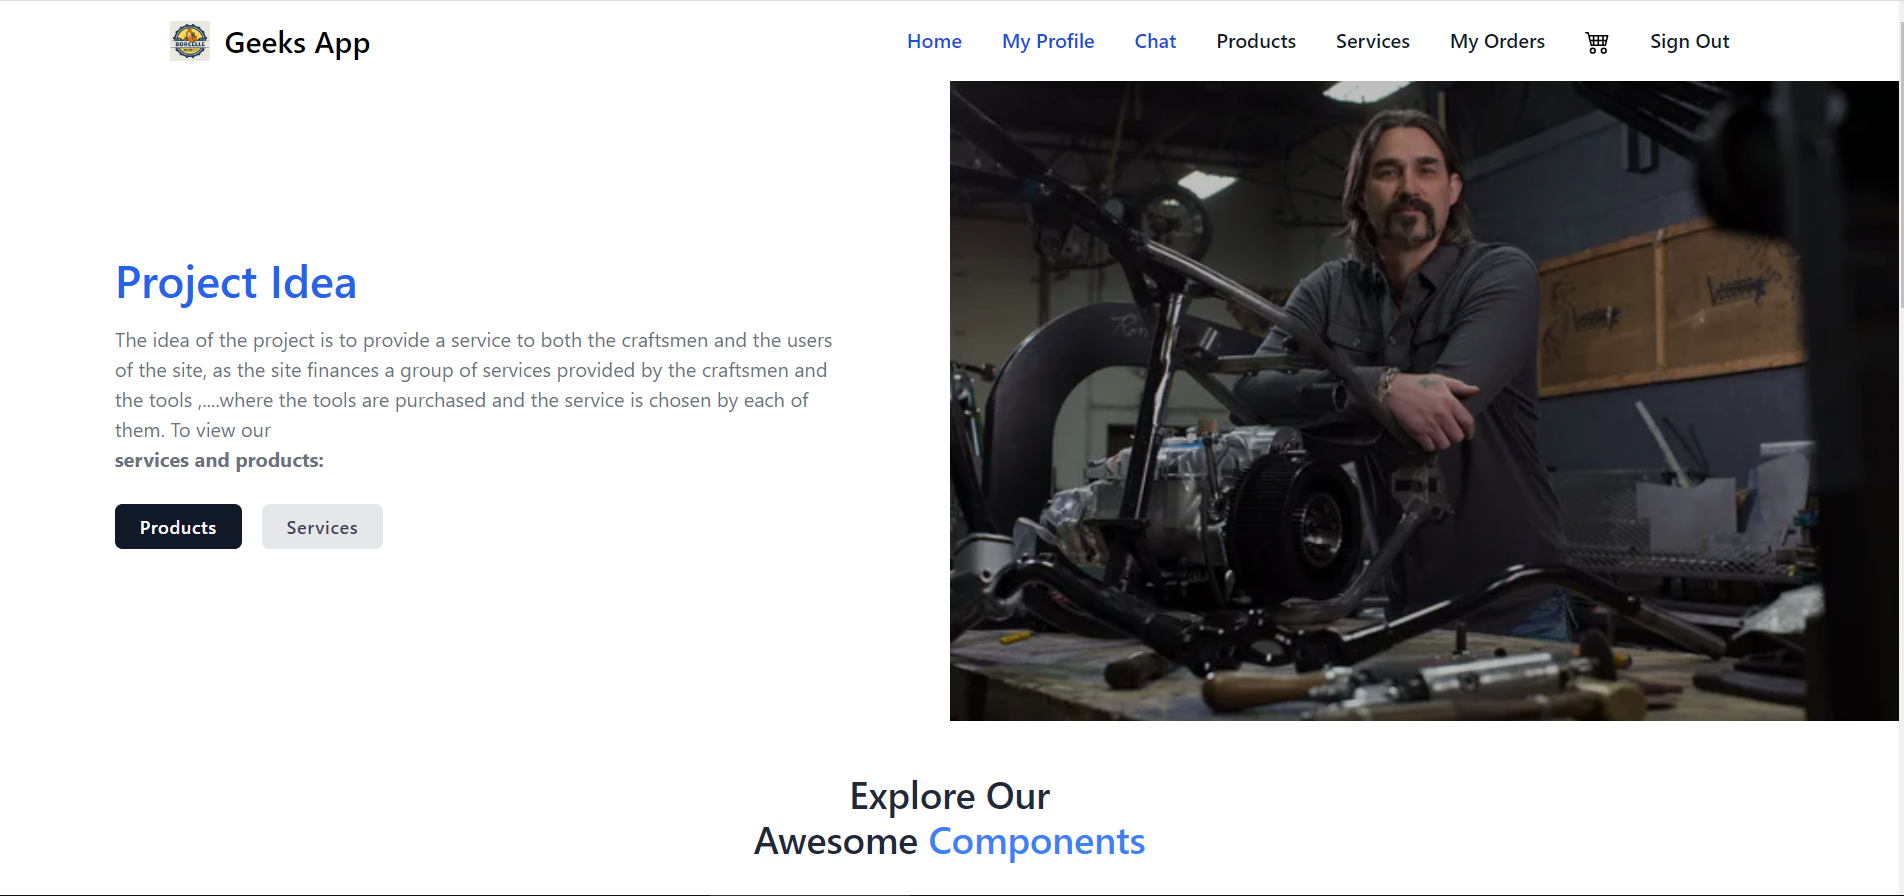 BORCELLE
Geeks App
Home My Profile Chat Products Services My Orders Sign Out
Project Idea
The idea of the project is to provide a service to both the craftsmen and the users
of the site, as the site finances a group of services provided by the craftsmen and
the tools ,....where the tools are purchased and the service is chosen by each of
them. To view our
services and products:
Products Services
Explore Our
Awesome Components